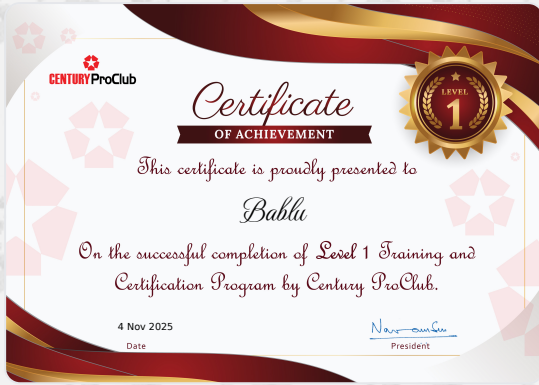 CENTURY ProClub
Certificate
OF ACHIEVEMENT
LEVEL
1
This certificate is proudly presented to
Bablu
On the successful completion of Level 1 Training and
Certification Program by Century ProClub.
4 Nov 2025
Date
President